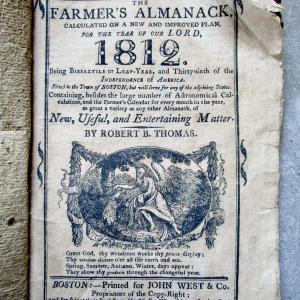 THE
FARMER'S ALMANACK,
CALCULATED ON A NEW AND IMPROVED PLAN,
FOR THE YEAR OF OUR LORD,
1812.
Being BISSEXTILE or LEAP-YEAR, and Thirty-sixth of the
INDEPENDENCE OF AMERICA.
Fitted to the Town of BOSTON, but will serve for any of the adjoining States.
Containing, besides the large number of Astronomical Cal-
culations, and the Farmer's Calendar for every month in the year,
as great a variety as any other Almanack, of
New, Useful, and Entertaining Matter.
BY ROBERT B. THOMAS.
Great God, thy wondrous works thy power display;
Thy wisdom shines o'er all the earth and sea,
Spring, Summer, Autumn, Winter, they appear:
They show thy goodness through the changeful year.
BOSTON:—Printed for JOHN WEST & Co.
Proprietors of the Copy-Right;